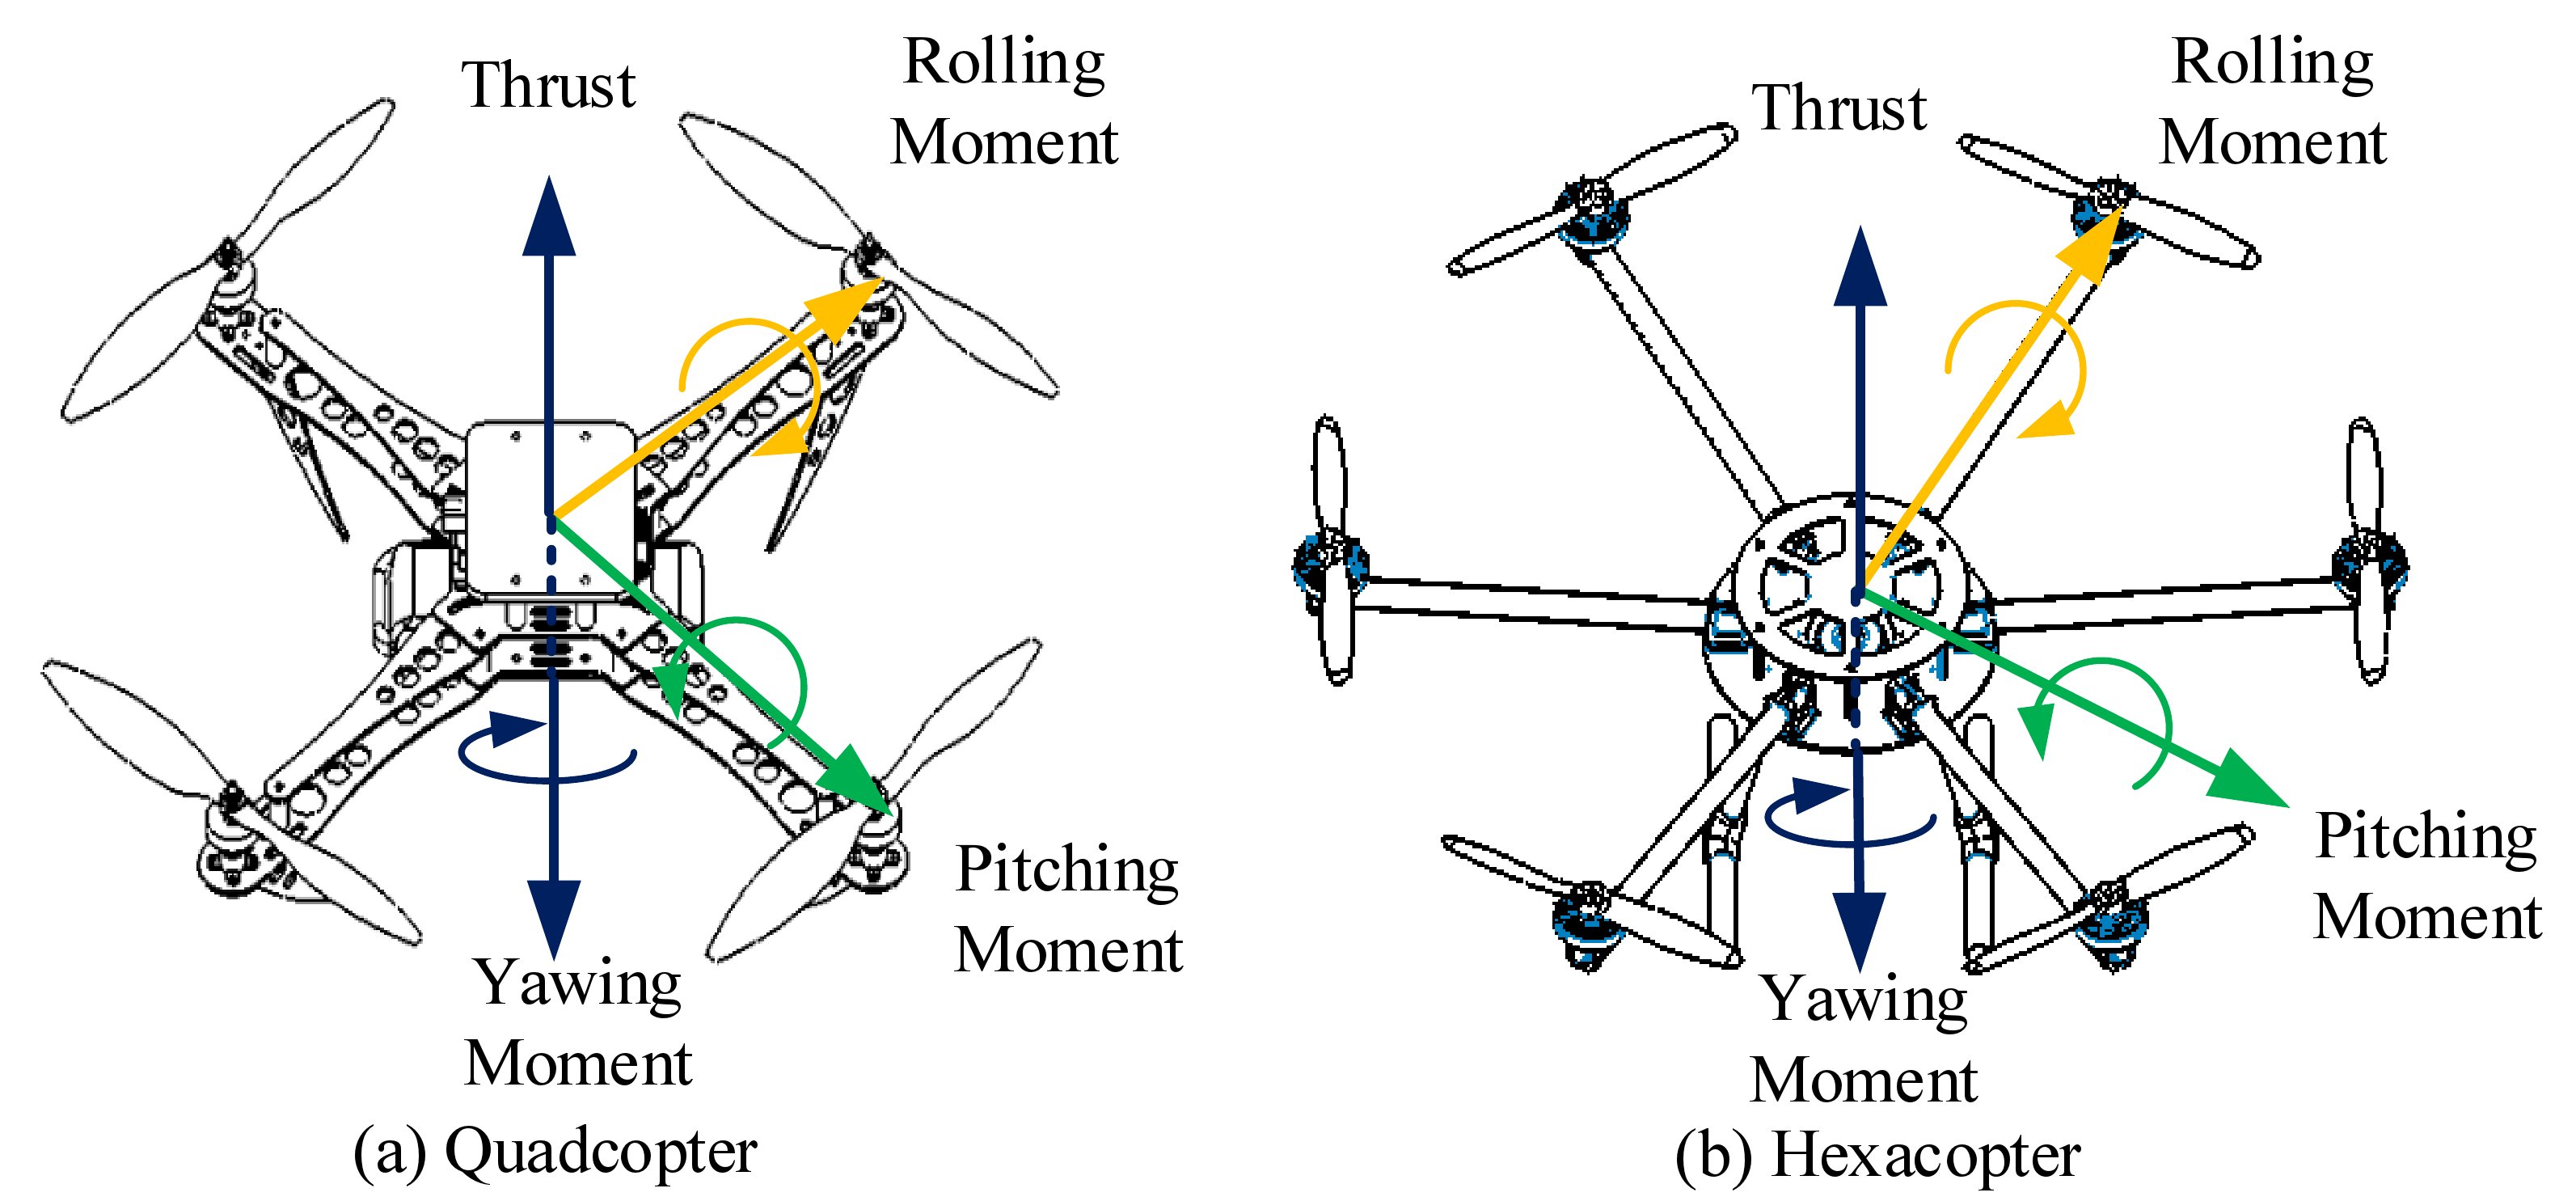 Thrust
Rolling
Moment
Pitching
Moment
Yawing
Moment
(a) Quadcopter
Thrust
Rolling
Moment
Pitching
Moment
Yawing
Moment
(b) Hexacopter